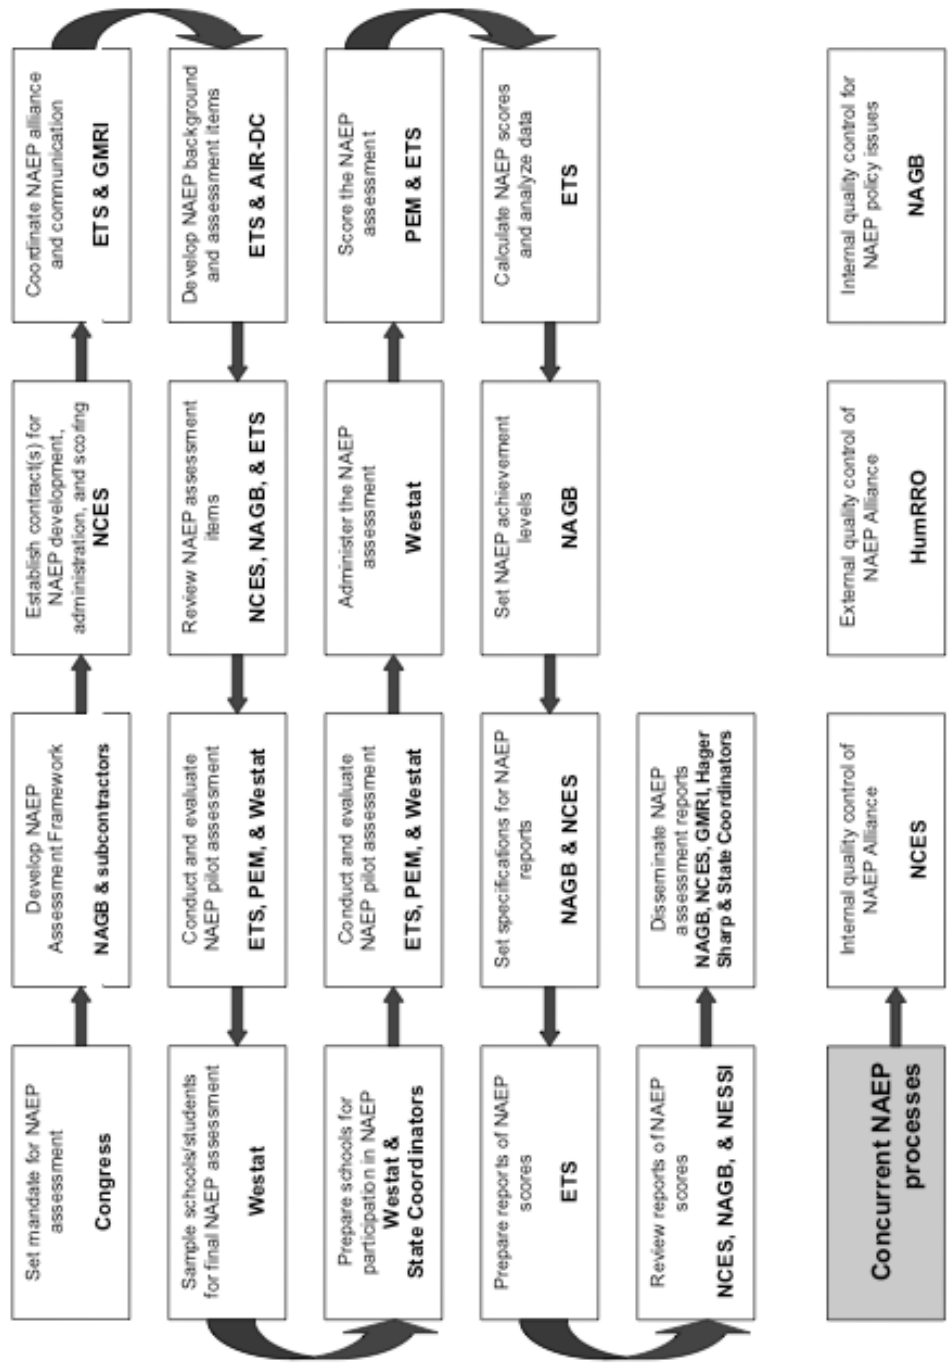 Set mandate for NAEP
assessment
Congress
Develop NAEP
Assessment Framework
NAGB & subcontractors
Establish contract(s) for
NAEP development,
administration, and scoring
NCES
Coordinate NAEP alliance
and communication
ETS & GMRI
Develop NAEP background
and assessment items
ETS & AIR-DC
Review NAEP assessment
items
NCES, NAGB, & ETS
Conduct and evaluate
NAEP pilot assessment
ETS, PEM, & Westat
Sample schools/students
for final NAEP assessment
Westat
Prepare schools for
participation in NAEP
Westat &
State Coordinators
Conduct and evaluate
NAEP pilot assessment
ETS, PEM, & Westat
Administer the NAEP
assessment
Westat
Score the NAEP
assessment
PEM & ETS
Calculate NAEP scores
and analyze data
ETS
Set NAEP achievement
levels
NAGB
Set specifications for NAEP
reports
NAGB & NCES
Prepare reports of NAEP
scores
ETS
Review reports of NAEP
scores
NCES, NAGB, & NESSI
Disseminate NAEP
assessment reports
NAGB, NCES, GMRI, Hager
Sharp & State Coordinators
Concurrent NAEP
processes
Internal quality control of
NAEP Alliance
NCES
External quality control of
NAEP Alliance
HumRRO
Internal quality control for
NAEP policy issues
NAGB